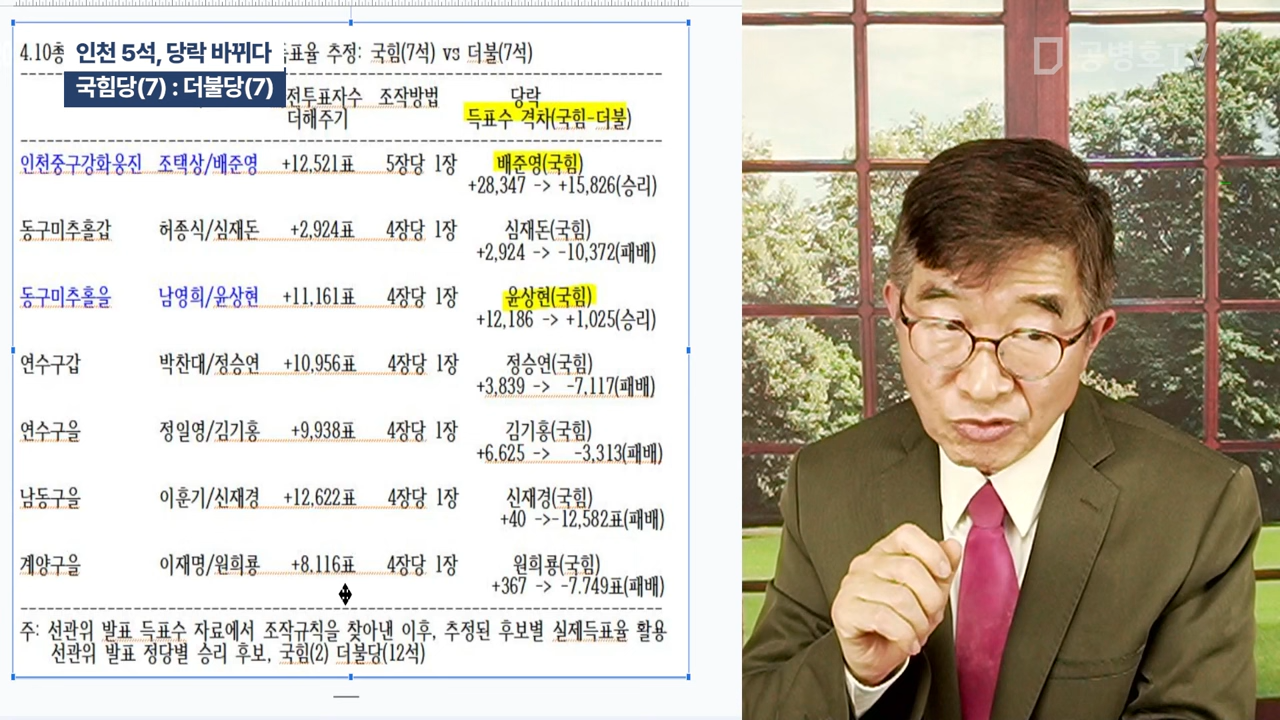 4.10총 인천 5석, 당락 바뀌다 득표율 추정: 국힘(7석) vs 더불(7석)
국힘당(7) : 더불당(7)
전투표자수 조작방법 당락
더해주기 득표수 격차(국힘-더불)
인천중구강화옹진 조택상/배준영 +12,521표 5장당 1장 배준영(국힘)
+28,347 -> +15,826(승리)
동구미추홀갑 허종식/심재돈 +2,924표 4장당 1장 심재돈(국힘)
+2,924 -> -10,372(패배)
동구미추홀을 남영희/윤상현 +11,161표 4장당 1장 윤상현(국힘)
+12,186 -> +1,025(승리)
연수구갑 박찬대/정승연 +10,956표 4장당 1장 정승연(국힘)
+3,839 -> -7,117(패배)
연수구을 정일영/김기흥 +9,938표 4장당 1장 김기흥(국힘)
+6,625 -> -3,313(패배)
남동구을 이훈기/신재경 +12,622표 4장당 1장 신재경(국힘)
+40 ->-12,582표(패배)
계양구을 이재명/원희룡 +8,116표 4장당 1장 원희룡(국힘)
+367 -> -7.749표(패배)
주: 선관위 발표 득표수 자료에서 조작규칙을 찾아낸 이후, 추정된 후보별 실제득표율 활용
선관위 발표 정당별 승리 후보, 국힘(2) 더불당(12석)
공병호TV